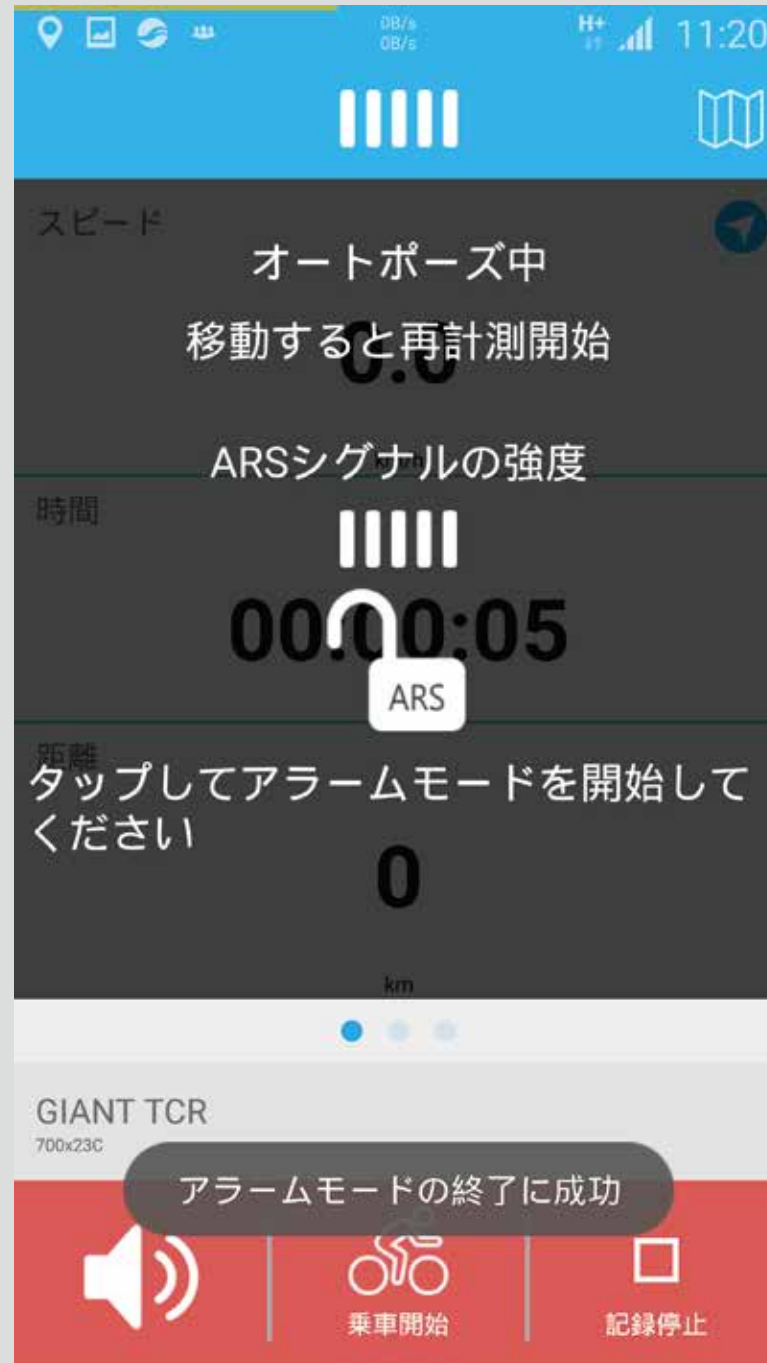 0B/s
0B/s
H+
11:20
スピード
オートポーズ中
移動すると再計測開始
0.0
km/h
ARSシグナルの強度
時間
00:00:05
ARS
距離
タップしてアラームモードを開始して
ください
0
km
GIANT TCR
700x23C
アラームモードの終了に成功
乗車開始
記録停止